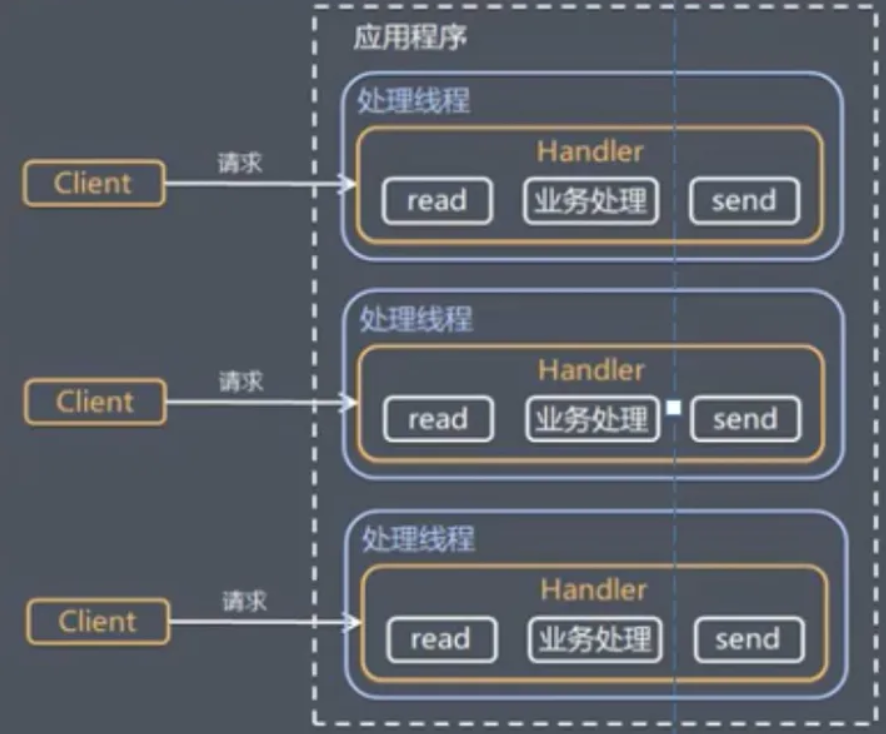 应用程序
处理线程
Handler
Client
请求
read
业务处理
send
处理线程
Handler
Client
请求
read
业务处理
send
处理线程
Handler
Client
请求
read
业务处理
send